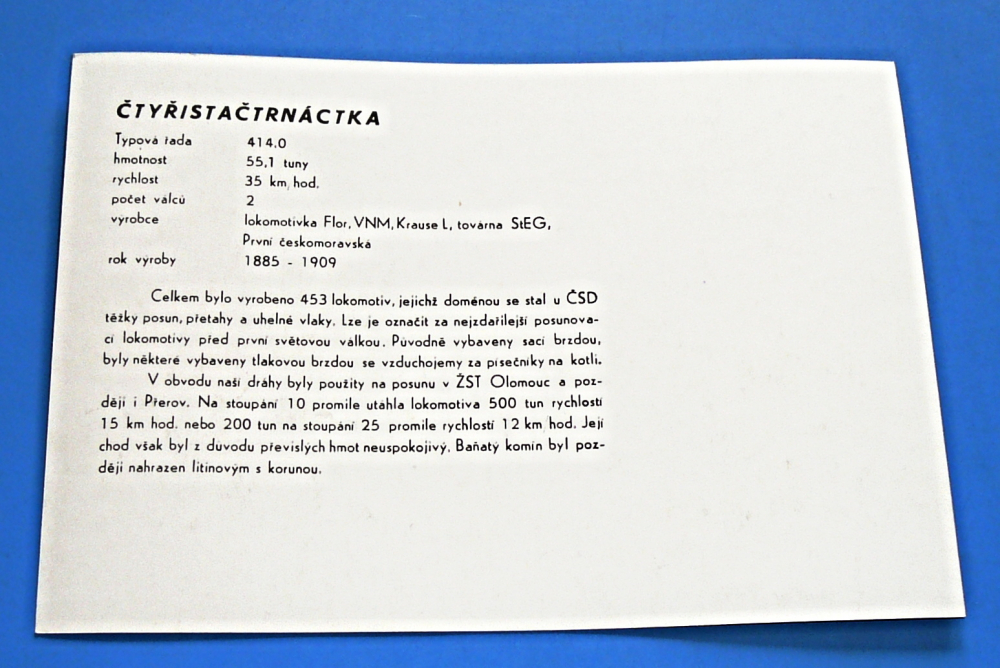 ČTYŘISTAČTRNÁCTKA
Typová řada 414.0
hmotnost 55,1 tuny
rychlost 35 km/hod.
počet válců 2
výrobce lokomotivka Flor, VNM, Krause L, továrna StEG,
První českomoravská
rok výroby 1885 - 1909
Celkem bylo vyrobeno 453 lokomotiv, jejichž doménou se stal u ČSD
těžký posun, přetahy a uhelné vlaky. Lze je označit za nejzdařilejší posunova-
cí lokomotivy před první světovou válkou. Původně vybaveny sací brzdou,
byly některé vybaveny tlakovou brzdou se vzduchojemy za písečníky na kotli.
V obvodu naší dráhy byly použity na posunu v ŽST Olomouc a poz-
ději i Přerov. Na stoupání 10 promile utáhla lokomotiva 500 tun rychlostí
15 km hod. nebo 200 tun na stoupání 25 promile rychlostí 12 km hod. Její
chod však byl z důvodu převislých hmot neuspokojivý. Baňatý komín byl poz-
ději nahrazen litinovým s korunou.